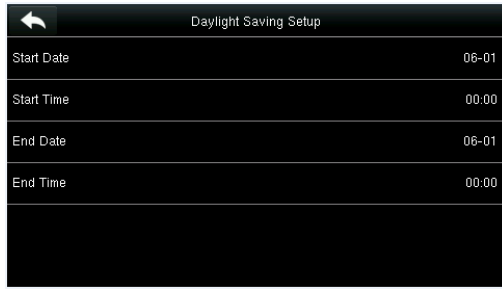 Daylight Saving Setup
Start Date 06-01
Start Time 00:00
End Date 06-01
End Time 00:00